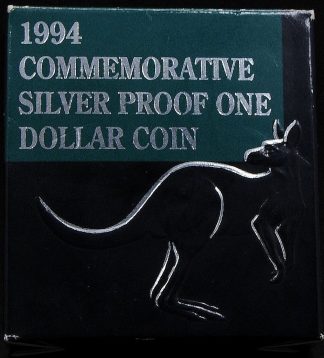 1994
COMMEMORATIVE
SILVER PROOF ONE
DOLLAR COIN